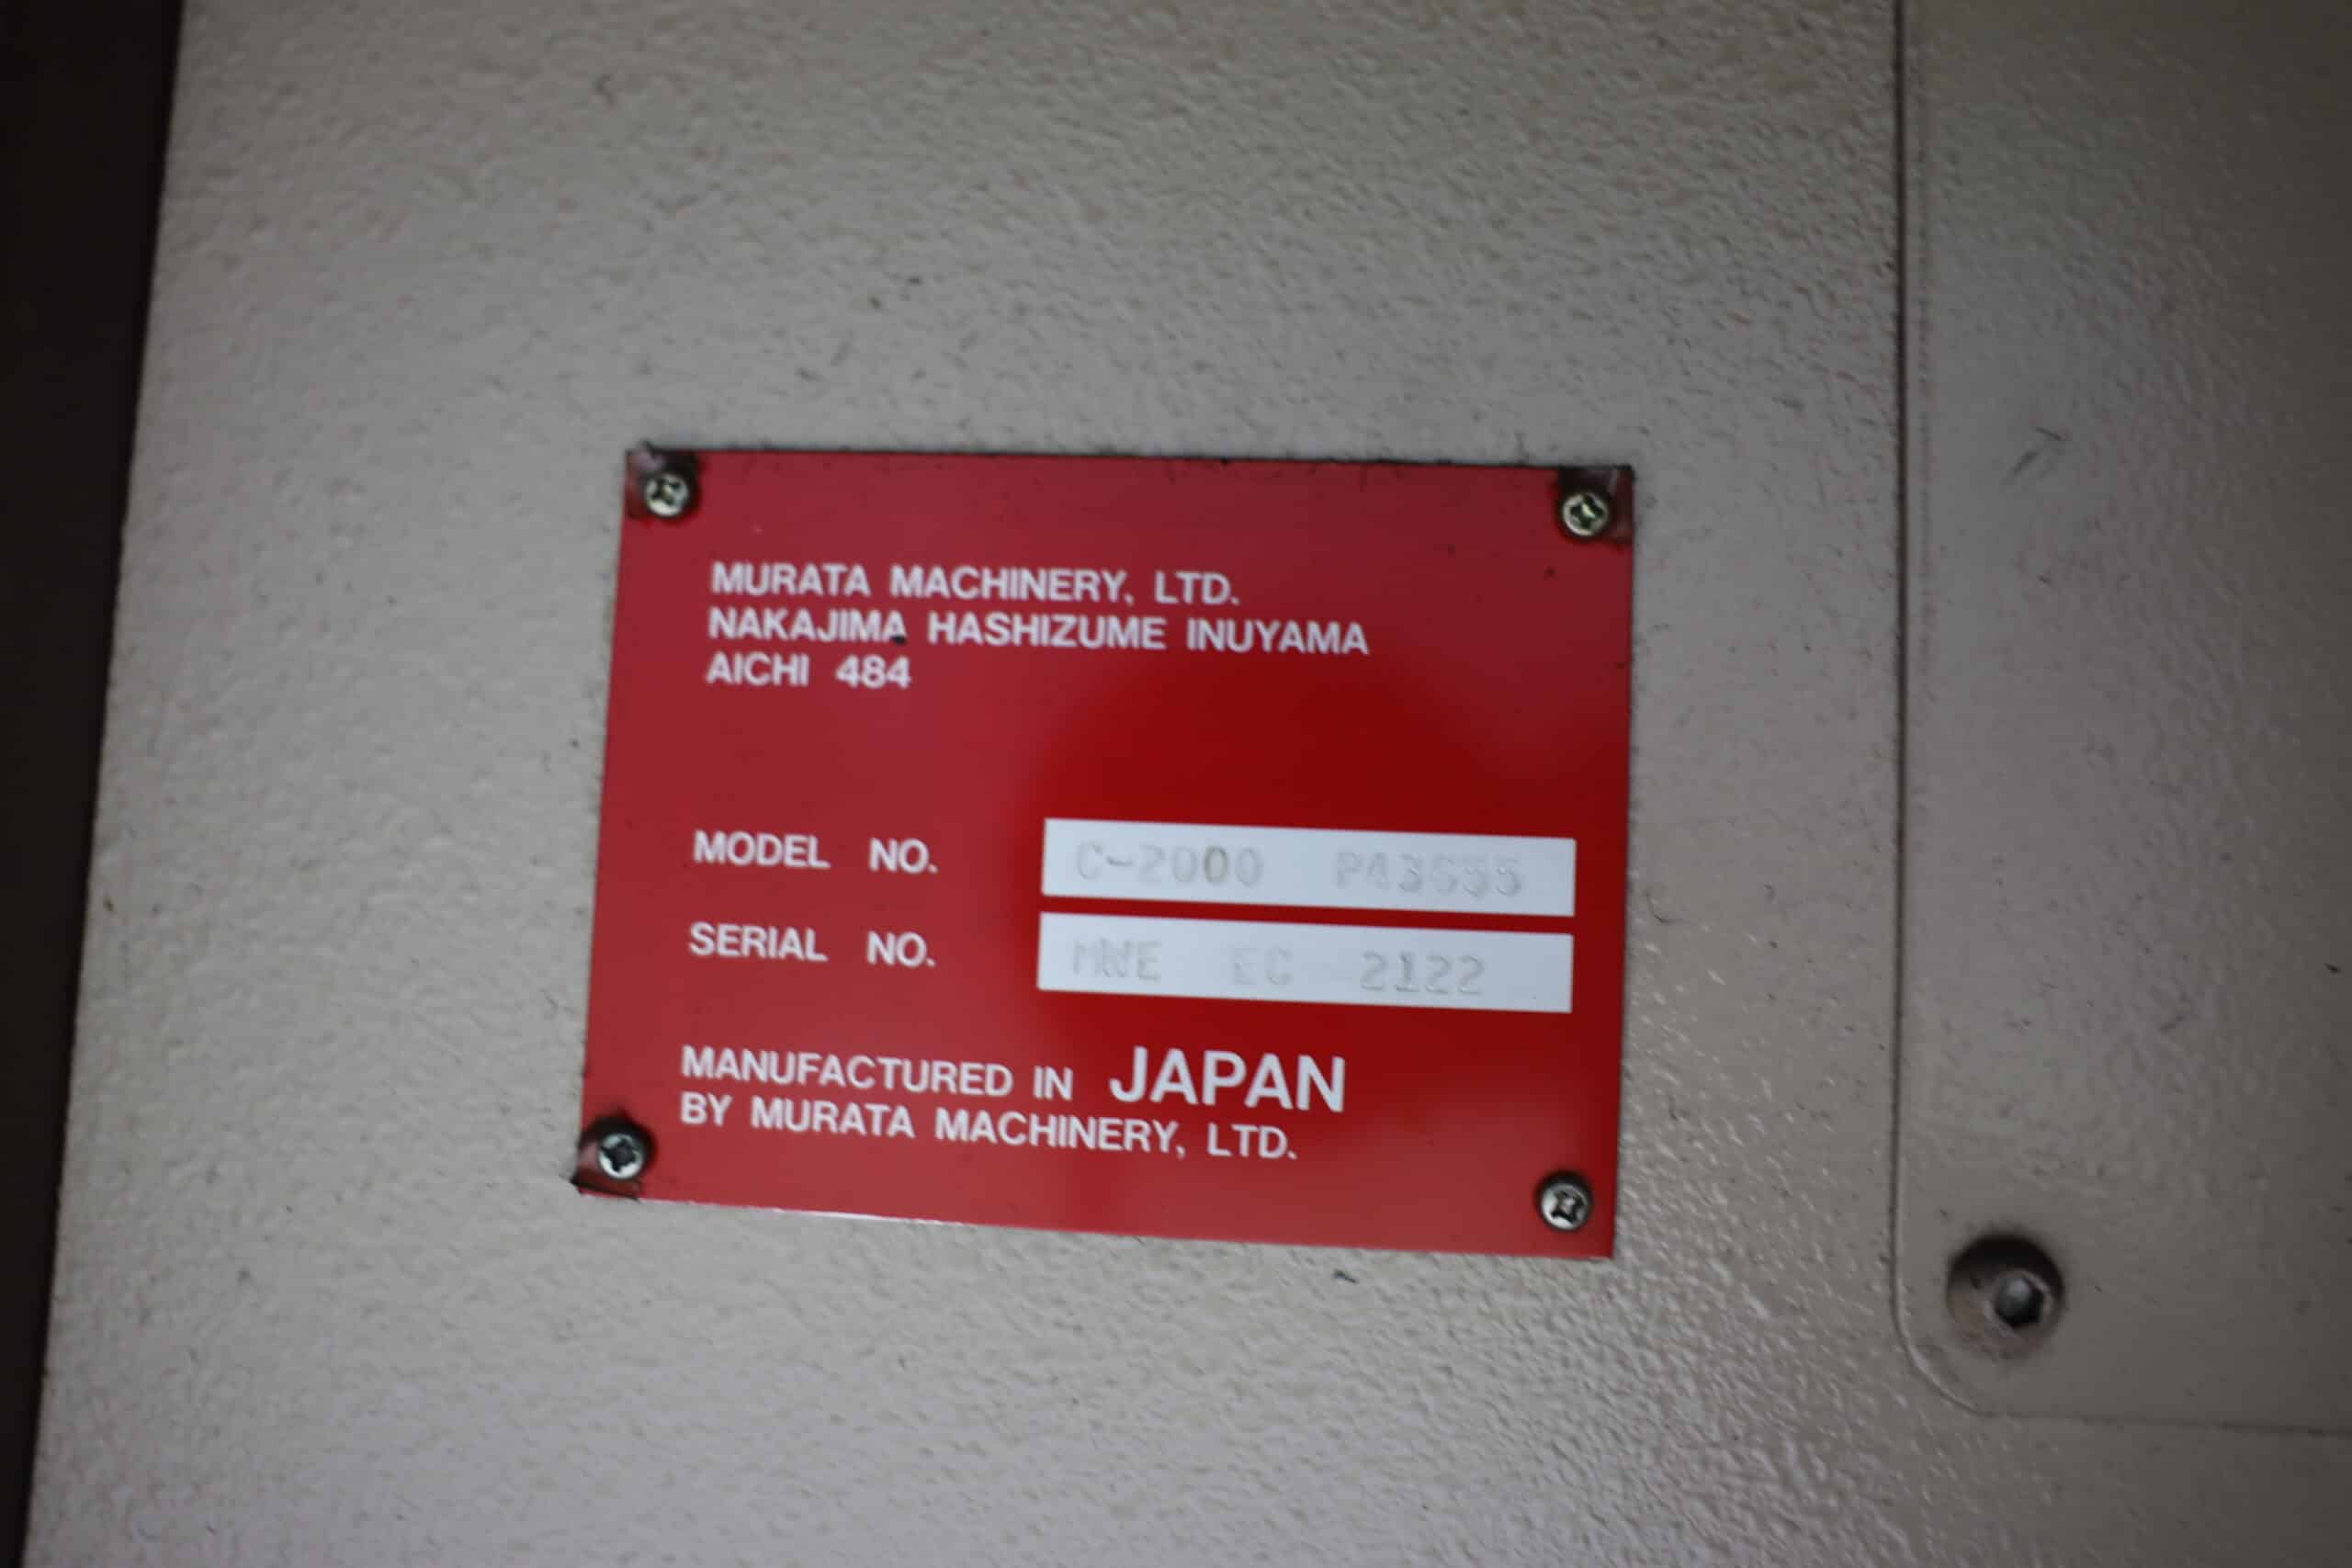 MURATA MACHINERY, LTD.
NAKAJIMA HASHIZUME INUYAMA
AICHI 484
MODEL NO. C-2000
SERIAL NO. MWE EC 2122
MANUFACTURED IN JAPAN
BY MURATA MACHINERY, LTD.